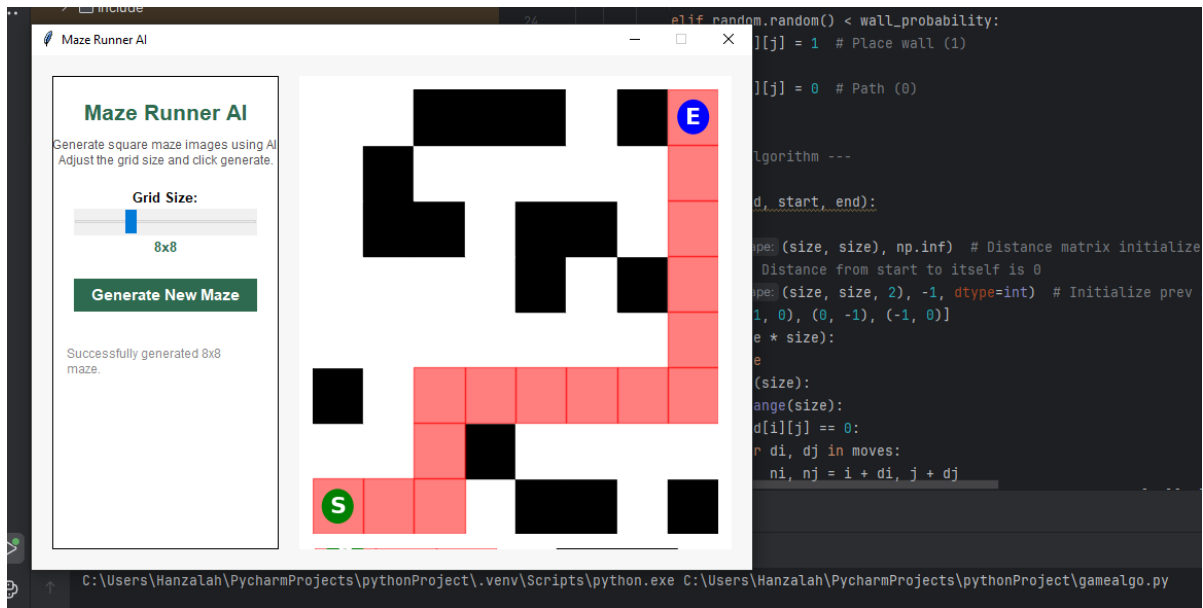 include
Maze Runner AI
Maze Runner AI
Generate square maze images using AI
Adjust the grid size and click generate.
Grid Size:
8x8
Generate New Maze
Successfully generated 8x8
maze.
E
S
24
elif random.random() < wall_probability:
][j] = 1 # Place wall (1)
][j] = 0 # Path (0)
lgorithm ---
d, start, end):
ape: (size, size), np.inf) # Distance matrix initialize
Distance from start to itself is 0
ape: (size, size, 2), -1, dtype=int) # Initialize prev
1, 0), (0, -1), (-1, 0)]
e * size):
e
(size):
ange(size):
d[i][j] == 0:
r di, dj in moves:
ni, nj = i + di, j + dj
C:\Users\Hanzalah\PycharmProjects\pythonProject\.venv\Scripts\python.exe C:\Users\Hanzalah\PycharmProjects\pythonProject\gamealgo.py